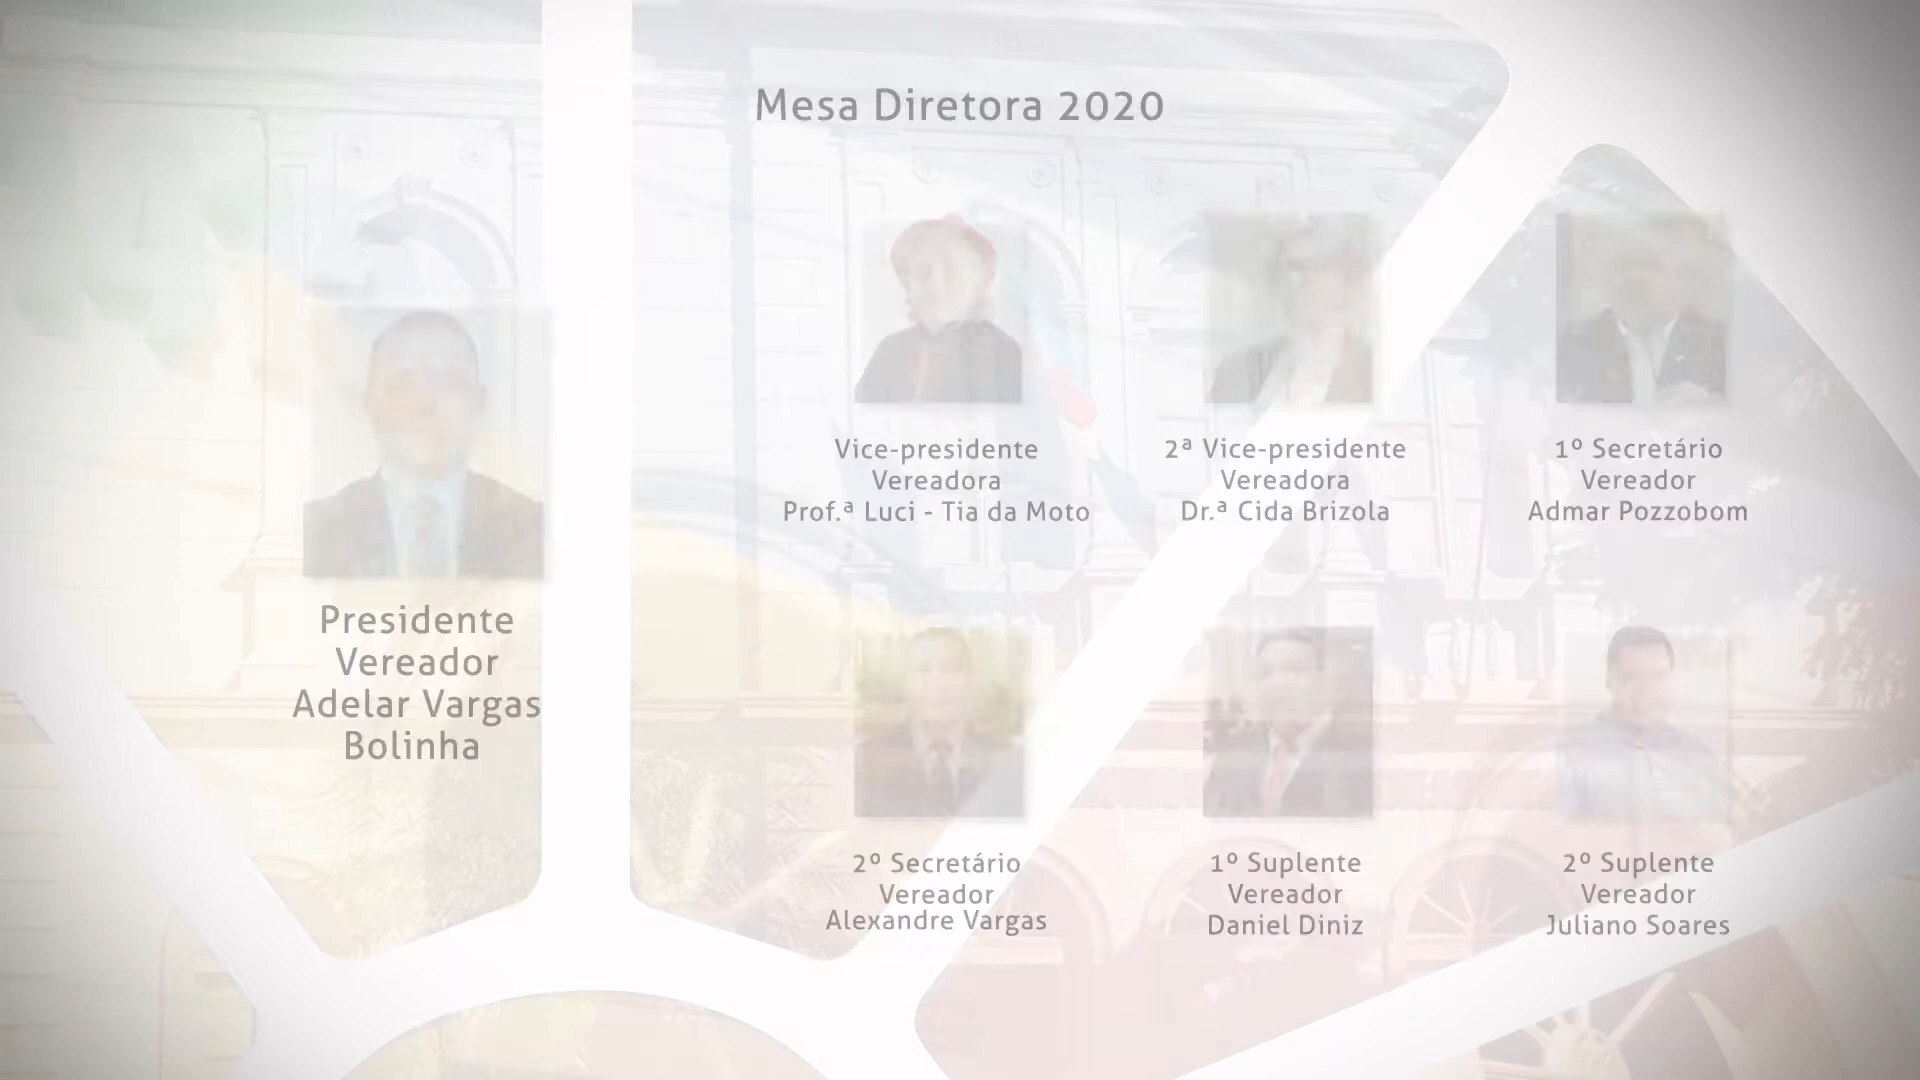 Mesa Diretora 2020
Presidente
Vereador
Adelar Vargas
Bolinha
Vice-presidente
Vereadora
Prof.ª Luci - Tia da Moto
2ª Vice-presidente
Vereadora
Dr.ª Cida Brizola
1º Secretário
Vereador
Admar Pozzobom
2º Secretário
Vereador
Alexandre Vargas
1º Suplente
Vereador
Daniel Diniz
2º Suplente
Vereador
Juliano Soares